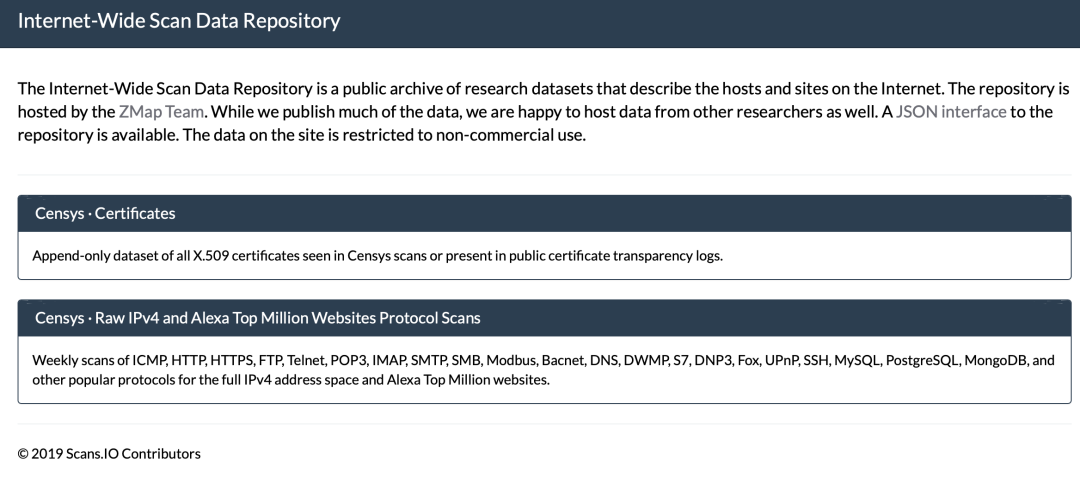 Internet-Wide Scan Data Repository
The Internet-Wide Scan Data Repository is a public archive of research datasets that describe the hosts and sites on the Internet. The repository is
hosted by the ZMap Team. While we publish much of the data, we are happy to host data from other researchers as well. A JSON interface to the
repository is available. The data on the site is restricted to non-commercial use.
Censys · Certificates
Append-only dataset of all X.509 certificates seen in Censys scans or present in public certificate transparency logs.
Censys · Raw IPv4 and Alexa Top Million Websites Protocol Scans
Weekly scans of ICMP, HTTP, HTTPS, FTP, Telnet, POP3, IMAP, SMTP, SMB, Modbus, Bacnet, DNS, DWMP, S7, DNP3, Fox, UPnP, SSH, MySQL, PostgreSQL, MongoDB, and
other popular protocols for the full IPv4 address space and Alexa Top Million websites.
© 2019 Scans.IO Contributors